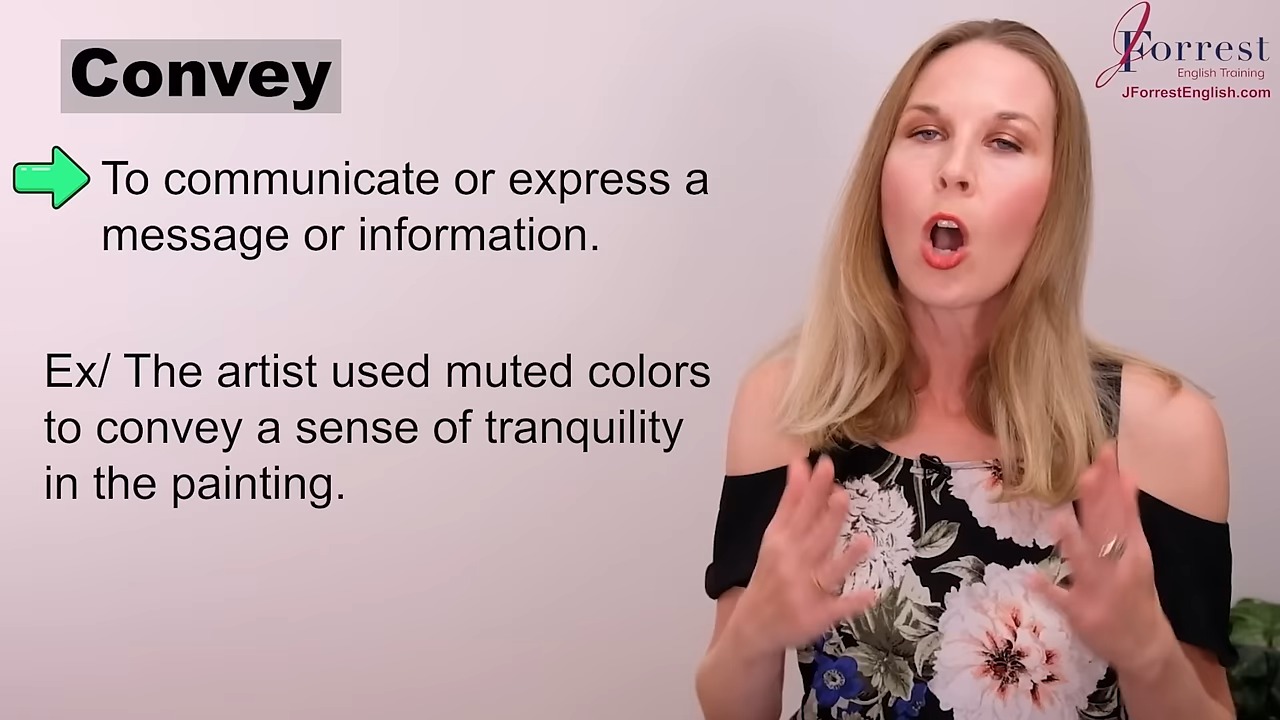 Convey
To communicate or express a
message or information.
Ex/ The artist used muted colors
to convey a sense of tranquility
in the painting.
JForrest
English Training
JForrestEnglish.com